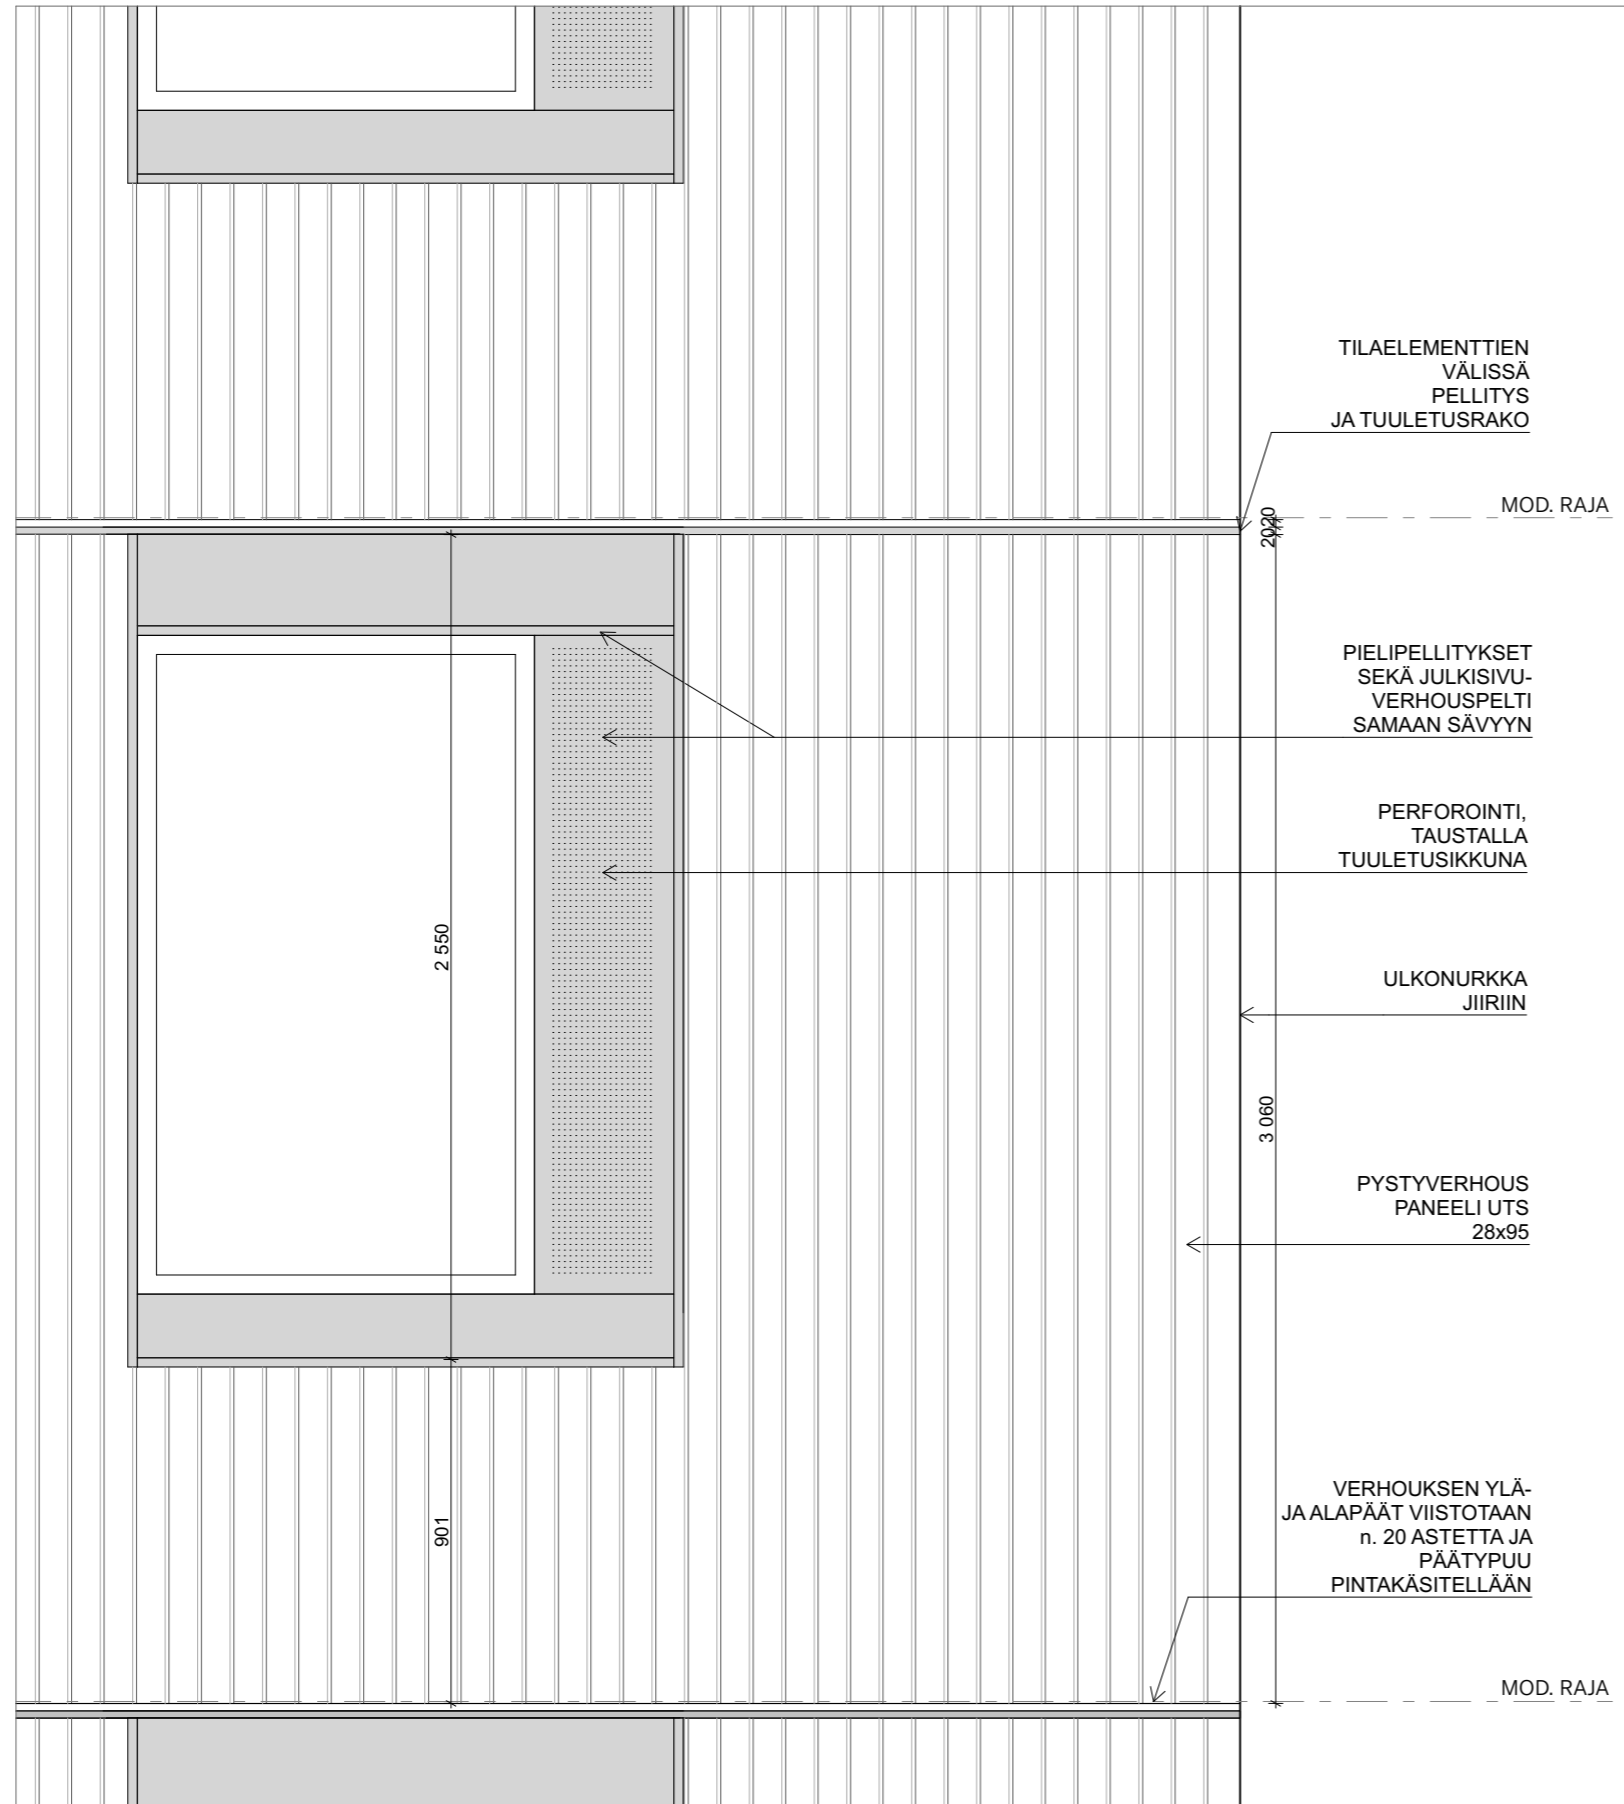 TILAELEMENTTIEN
VÄLISSÄ
PELLITYS
JA TUULETUSRAKO
MOD. RAJA
2020
PIELIPELLITYKSET
SEKÄ JULKISIVU-
VERHOUSPELTI
SAMAAN SÄVYYN
PERFOROINTI,
TAUSTALLA
TUULETUSIKKUNA
2 550
ULKONURKKA
JIIRIIN
3 060
PYSTYVERHOUS
PANEELI UTS
28x95
VERHOUKSEN YLÄ-
JA ALAPÄÄT VIISTOTAAN
n. 20 ASTETTA JA
PÄÄTYPUU
PINTAKÄSITELLÄÄN
901
MOD. RAJA